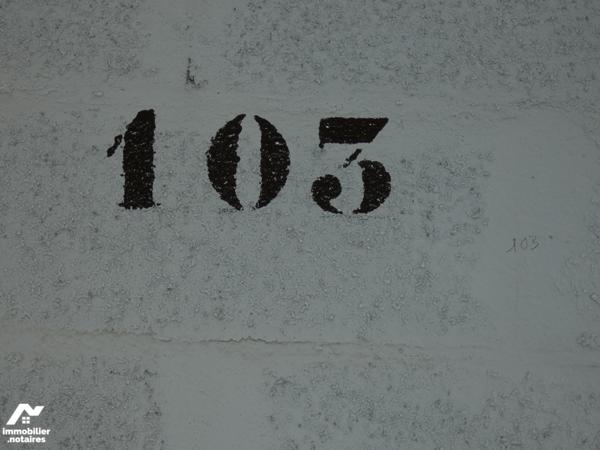 103
103
immobilier
.notaires